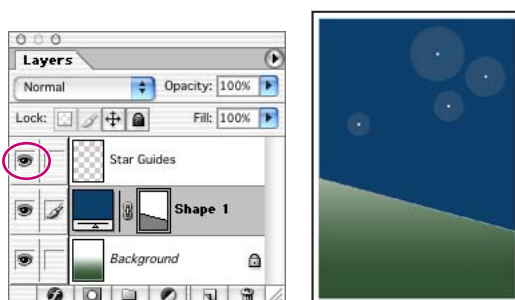 Layers
Normal Opacity: 100%
Lock: Fill: 100%
Star Guides
Shape 1
Background